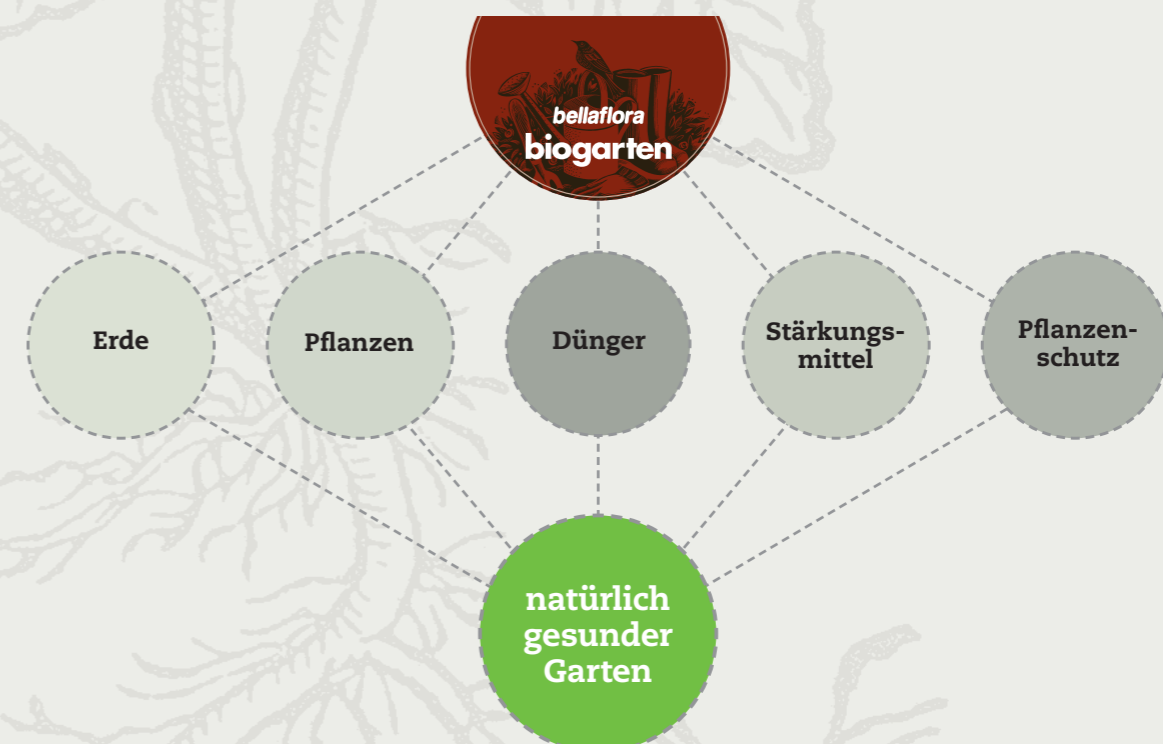 bellaflora
biogarten
Erde
Pflanzen
Dünger
Stärkungs-
mittel
Pflanzen-
schutz
natürlich
gesunder
Garten